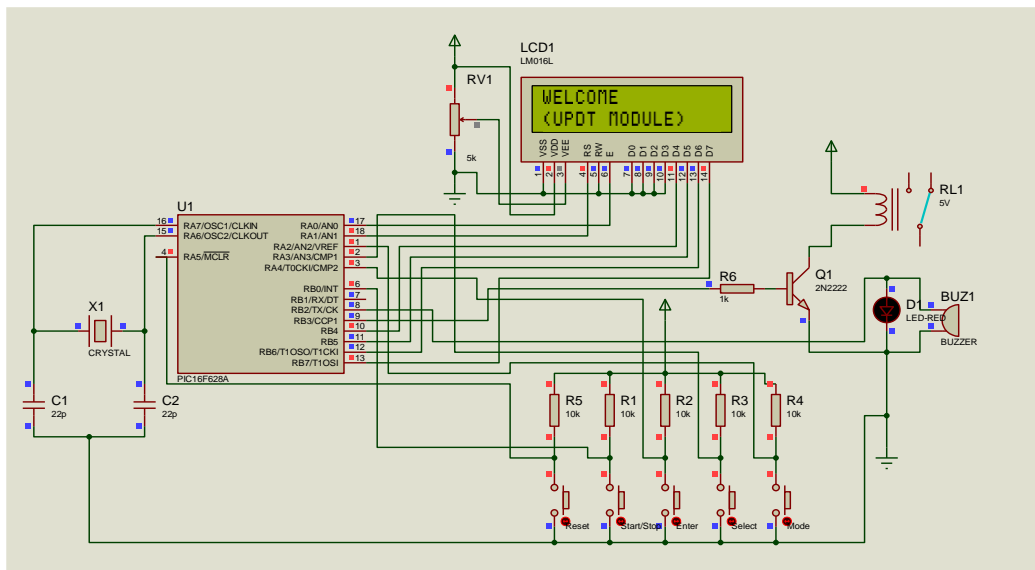 LCD1
LM016L
RV1
5k
WELCOME
(UPDT MODULE)
VSS VDD VEE RS RW E D0 D1 D2 D3 D4 D5 D6 D7
1 2 3 4 5 6 7 8 9 10 11 12 13 14
RL1
5V
U1
16 RA7/OSC1/CLKIN RA0/AN0 17
15 RA6/OSC2/CLKOUT RA1/AN1 18
RA2/AN2/VREF 1
4 RA5/MCLR RA3/AN3/CMP1 2
RA4/T0CKI/CMP2 3
RB0/INT 6
RB1/RX/DT 7
RB2/TX/CK 8
RB3/CCP1 9
RB4 10
RB5 11
RB6/T1OSO/T1CKI 12
RB7/T1OSI 13
PIC16F628A
R6
1k
Q1
2N2222
D1
LED-RED
BUZ1
BUZZER
X1
CRYSTAL
C1
22p
C2
22p
R5
10k
R1
10k
R2
10k
R3
10k
R4
10k
Reset
Start/Stop
Enter
Select
Mode